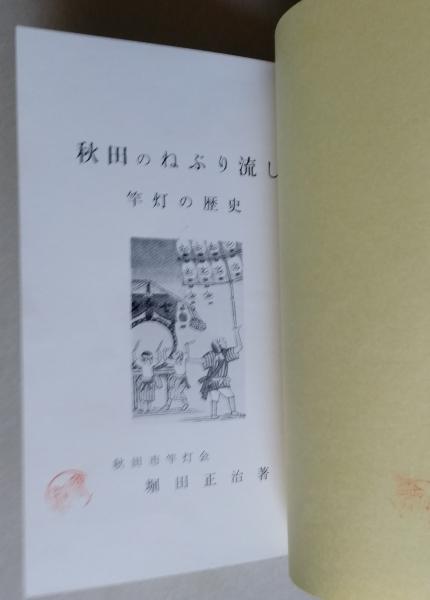 秋田のねぶり流し
竿灯の歴史
秋田市竿灯会
堀田正治著